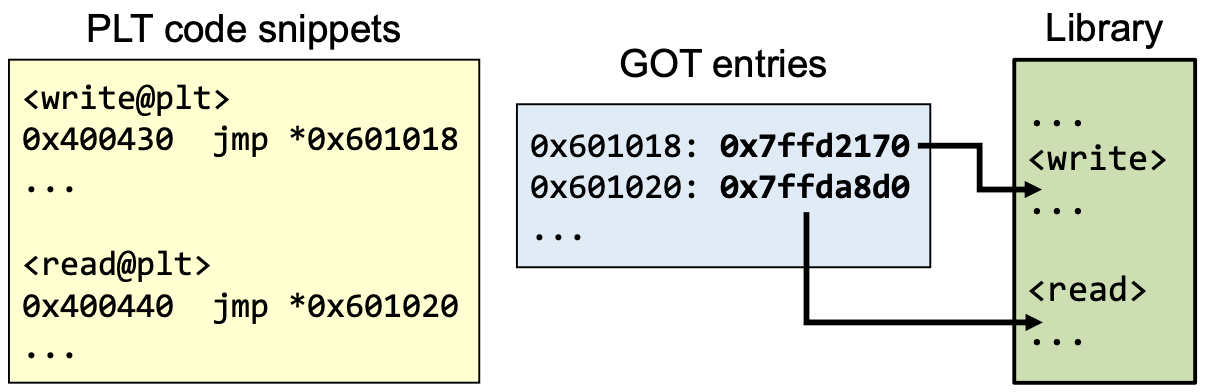 PLT code snippets
<write@plt>
0x400430 jmp *0x601018
...
<read@plt>
0x400440 jmp *0x601020
...
GOT entries
0x601018: 0x7ffd2170
0x601020: 0x7ffda8d0
...
Library
...
<write>
...
<read>
...